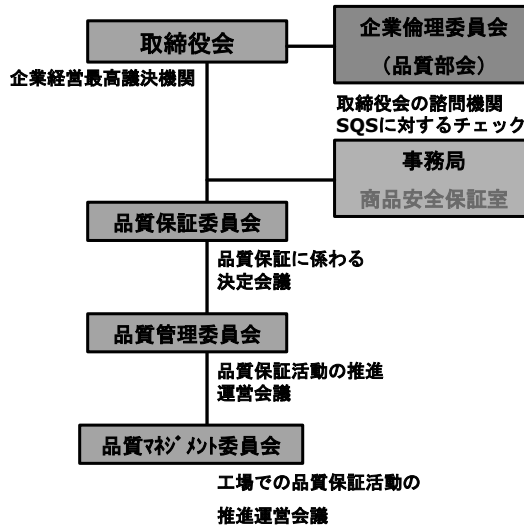 取締役会
企業倫理委員会
（品質部会）
企業経営最高議決機関
取締役会の諮問機関
SQSに対するチェック
事務局
商品安全保証室
品質保証委員会
品質保証に係わる
決定会議
品質管理委員会
品質保証活動の推進
運営会議
品質ﾏﾈｼﾞﾒﾝﾄ委員会
工場での品質保証活動の
推進運営会議